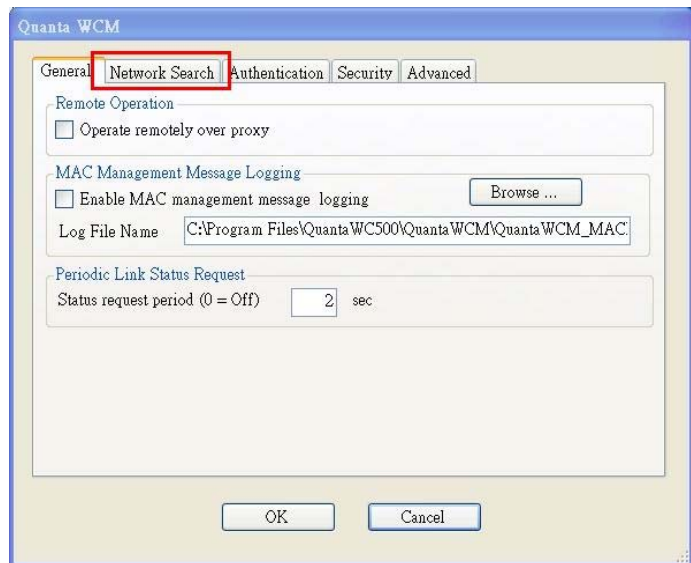 Quanta WCM
General Network Search Authentication Security Advanced
Remote Operation
Operate remotely over proxy
MAC Management Message Logging
Enable MAC management message logging
Browse ...
Log File Name C:\Program Files\QuantaWC500\QuantaWCM\QuantaWCM_MAC.
Periodic Link Status Request
Status request period (0 = Off) 2 sec
OK Cancel